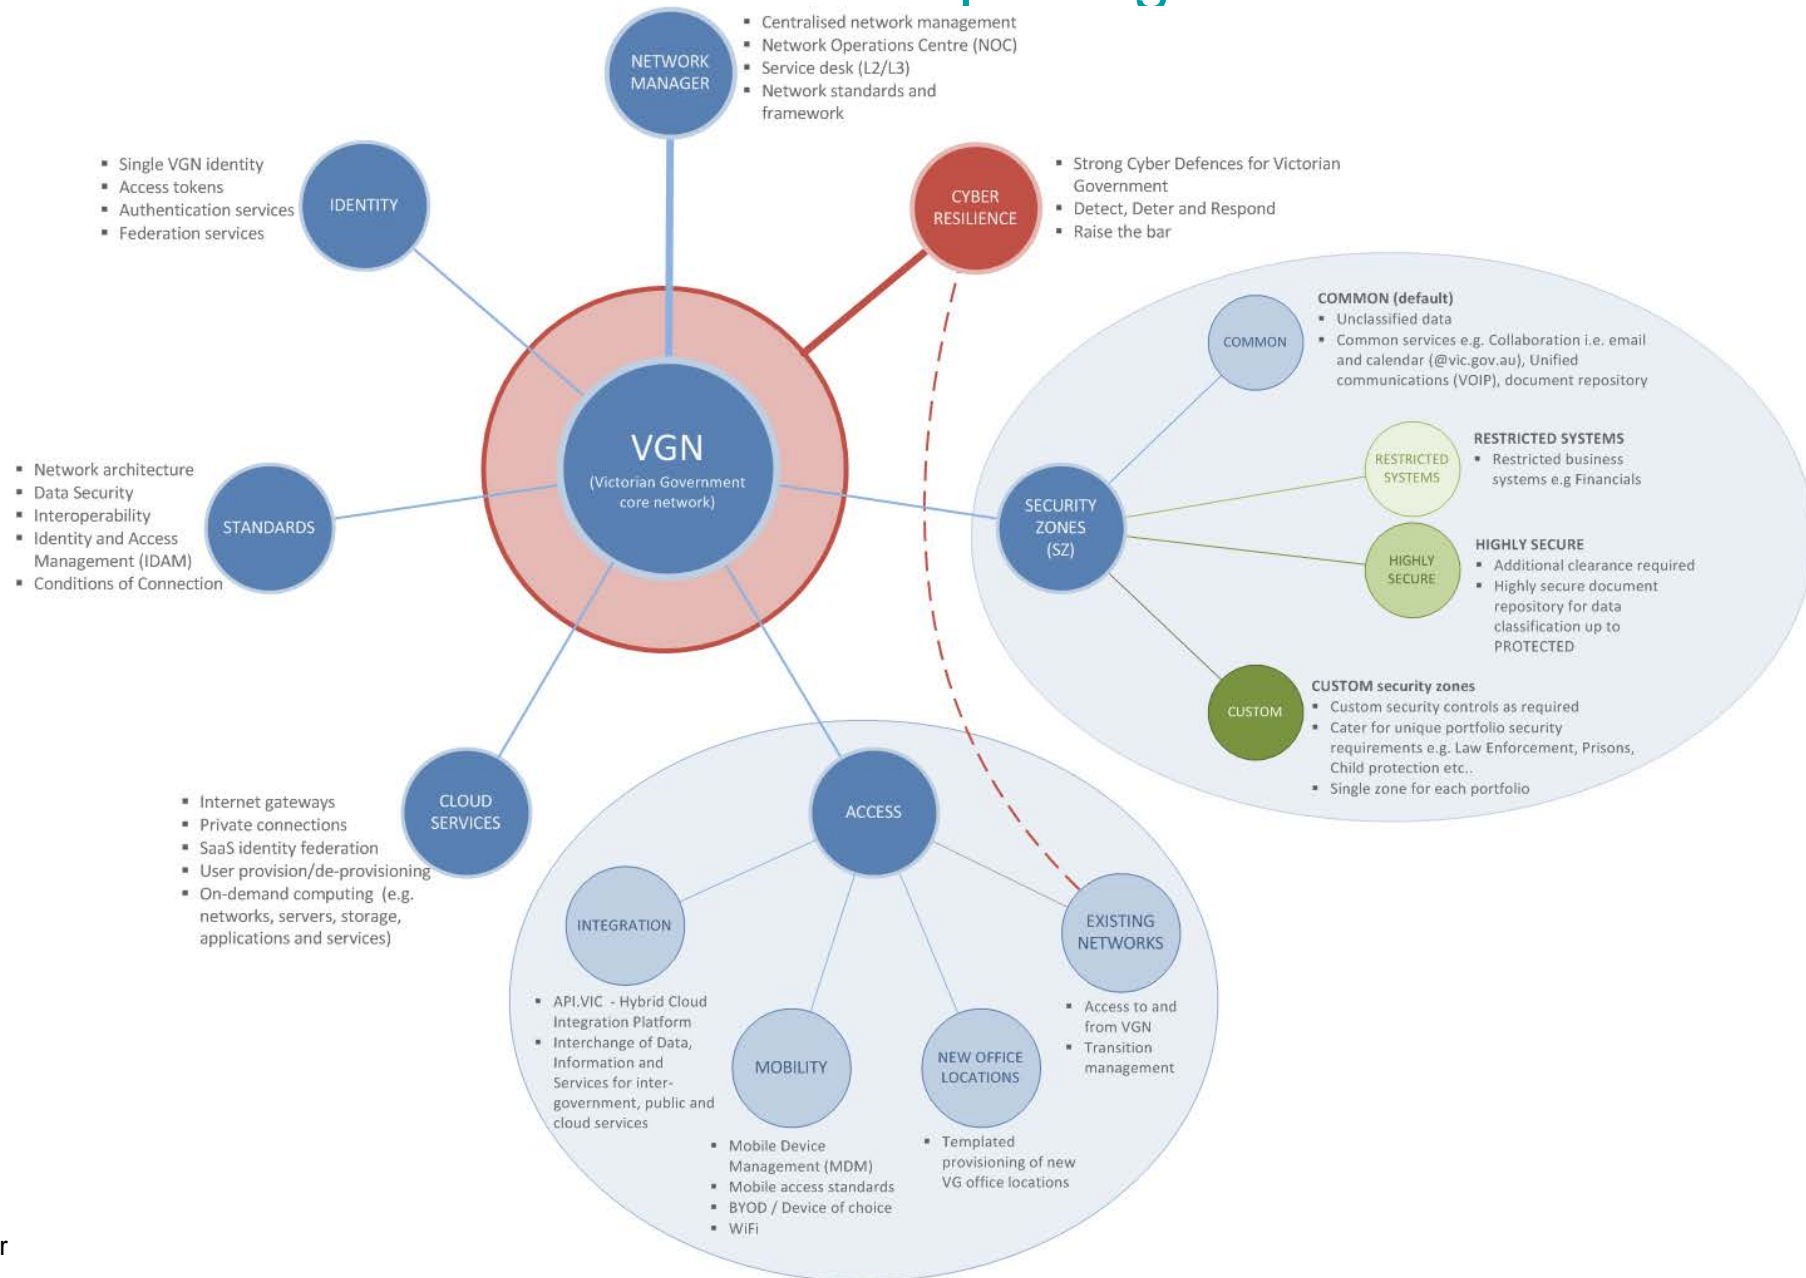 ▪ Centralised network management
▪ Network Operations Centre (NOC)
▪ Service desk (L2/L3)
▪ Network standards and
framework
NETWORK
MANAGER
▪ Single VGN identity
▪ Access tokens
▪ Authentication services
▪ Federation services
IDENTITY
CYBER
RESILIENCE
▪ Strong Cyber Defences for Victorian
Government
▪ Detect, Deter and Respond
▪ Raise the bar
VGN
(Victorian Government
core network)
▪ Network architecture
▪ Data Security
▪ Interoperability
▪ Identity and Access
Management (IDAM)
▪ Conditions of Connection
STANDARDS
SECURITY
ZONES
(SZ)
COMMON
COMMON (default)
▪ Unclassified data
▪ Common services e.g. Collaboration i.e. email
and calendar (@vic.gov.au), Unified
communications (VOIP), document repository
RESTRICTED
SYSTEMS
RESTRICTED SYSTEMS
▪ Restricted business
systems e.g Financials
HIGHLY
SECURE
HIGHLY SECURE
▪ Additional clearance required
▪ Highly secure document
repository for data
classification up to
PROTECTED
CUSTOM
CUSTOM security zones
▪ Custom security controls as required
▪ Cater for unique portfolio security
requirements e.g. Law Enforcement, Prisons,
Child protection etc..
▪ Single zone for each portfolio
▪ Internet gateways
▪ Private connections
▪ SaaS identity federation
▪ User provision/de-provisioning
▪ On-demand computing (e.g.
networks, servers, storage,
applications and services)
CLOUD
SERVICES
ACCESS
INTEGRATION
▪ API.VIC - Hybrid Cloud
Integration Platform
▪ Interchange of Data,
Information and
Services for inter-
government, public and
cloud services
MOBILITY
▪ Mobile Device
Management (MDM)
▪ Mobile access standards
▪ BYOD / Device of choice
▪ WiFi
NEW OFFICE
LOCATIONS
▪ Templated
provisioning of new
VG office locations
EXISTING
NETWORKS
▪ Access to and
from VGN
▪ Transition
management
r